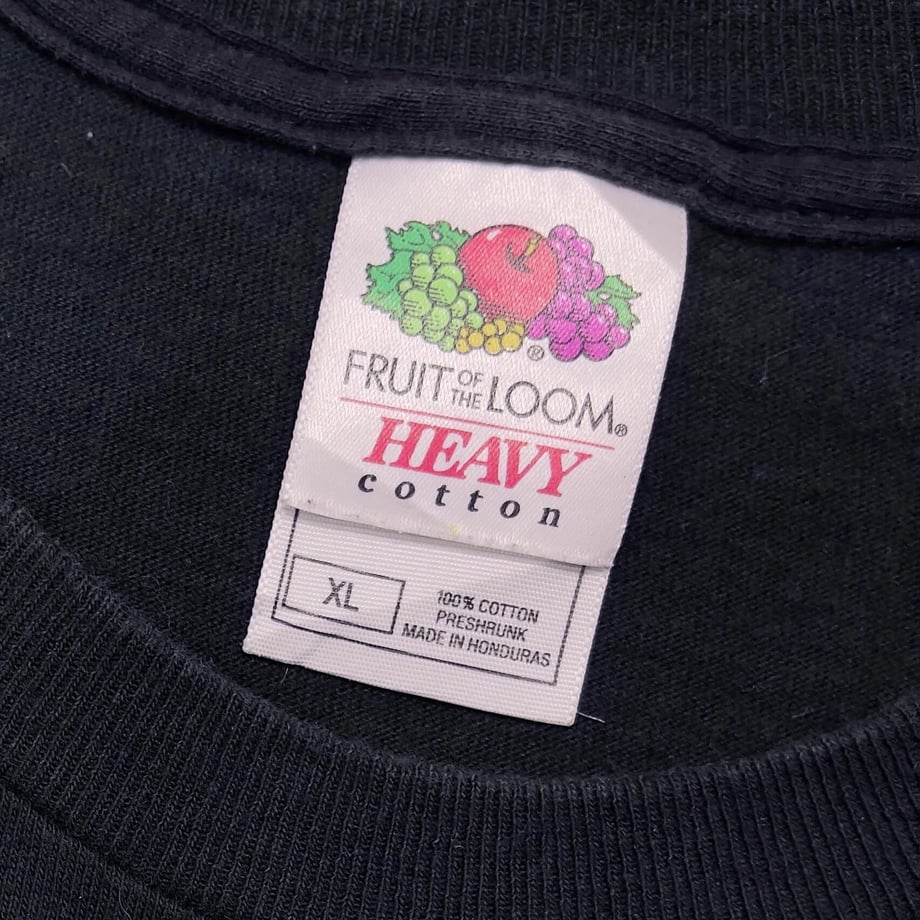 FRUIT OF THE LOOM®
HEAVY
cotton
XL
100% COTTON
PRESHRUNK
MADE IN HONDURAS